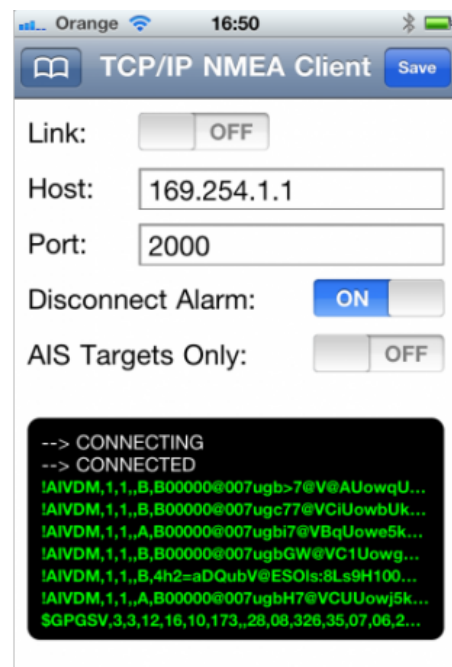 Orange 16:50
TCP/IP NMEA Client Save
Link: OFF
Host: 169.254.1.1
Port: 2000
Disconnect Alarm: ON
AIS Targets Only: OFF
--> CONNECTING
--> CONNECTED
!AIVDM,1,1,,B,B00000@007ugb>7@V@AUowqU...
!AIVDM,1,1,,B,B00000@007ugc77@VCiUowbUk...
!AIVDM,1,1,,A,B00000@007ugbi7@VBqUowe5k...
!AIVDM,1,1,,B,B00000@007ugbGW@VC1Uowg...
!AIVDM,1,1,,B,4h2=aDQubV@ESOIs:8Ls9H100...
!AIVDM,1,1,,A,B00000@007ugbH7@VCUUowj5k...
$GPGSV,3,3,12,16,10,173,,28,08,326,35,07,06,2...